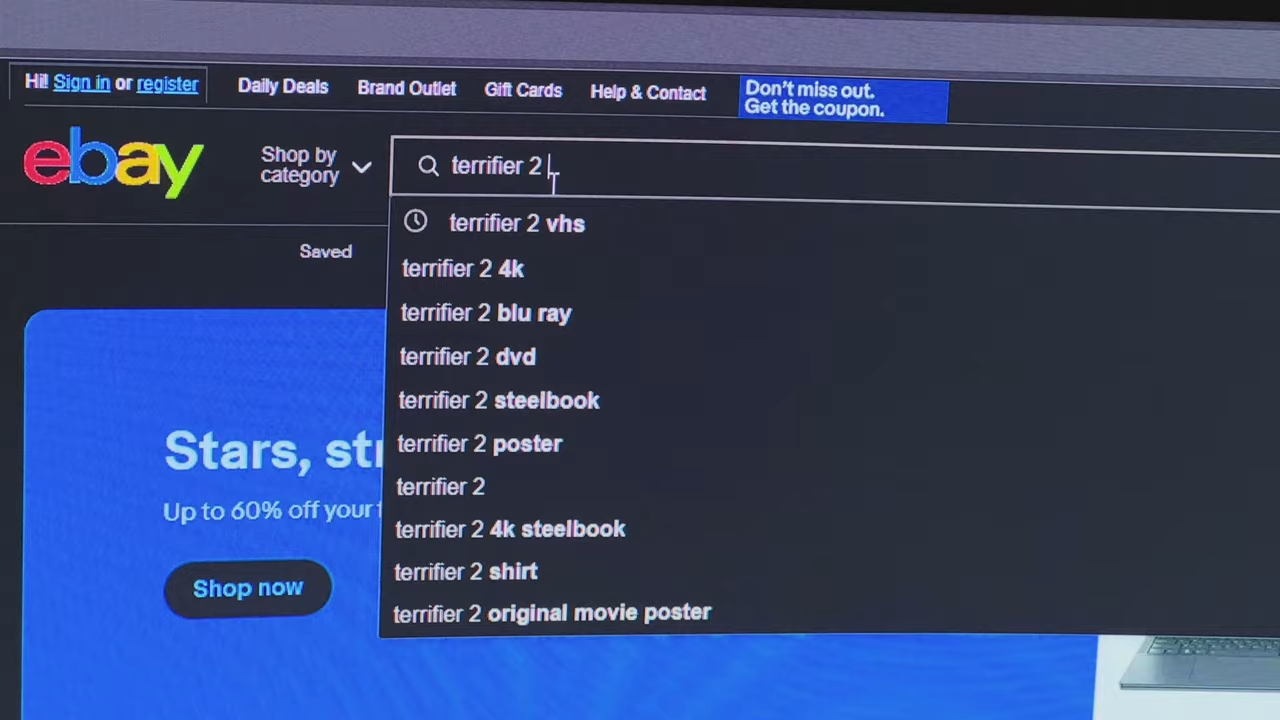 Hi! Sign in or register
Daily Deals
Brand Outlet
Gift Cards
Help & Contact
Don't miss out.
Get the coupon.
ebay
Shop by
category
terrifier 2
terrifier 2 vhs
Saved
terrifier 2 4k
terrifier 2 blu ray
terrifier 2 dvd
terrifier 2 steelbook
terrifier 2 poster
terrifier 2
terrifier 2 4k steelbook
terrifier 2 shirt
terrifier 2 original movie poster
Stars,
Up to 60% off your
Shop now